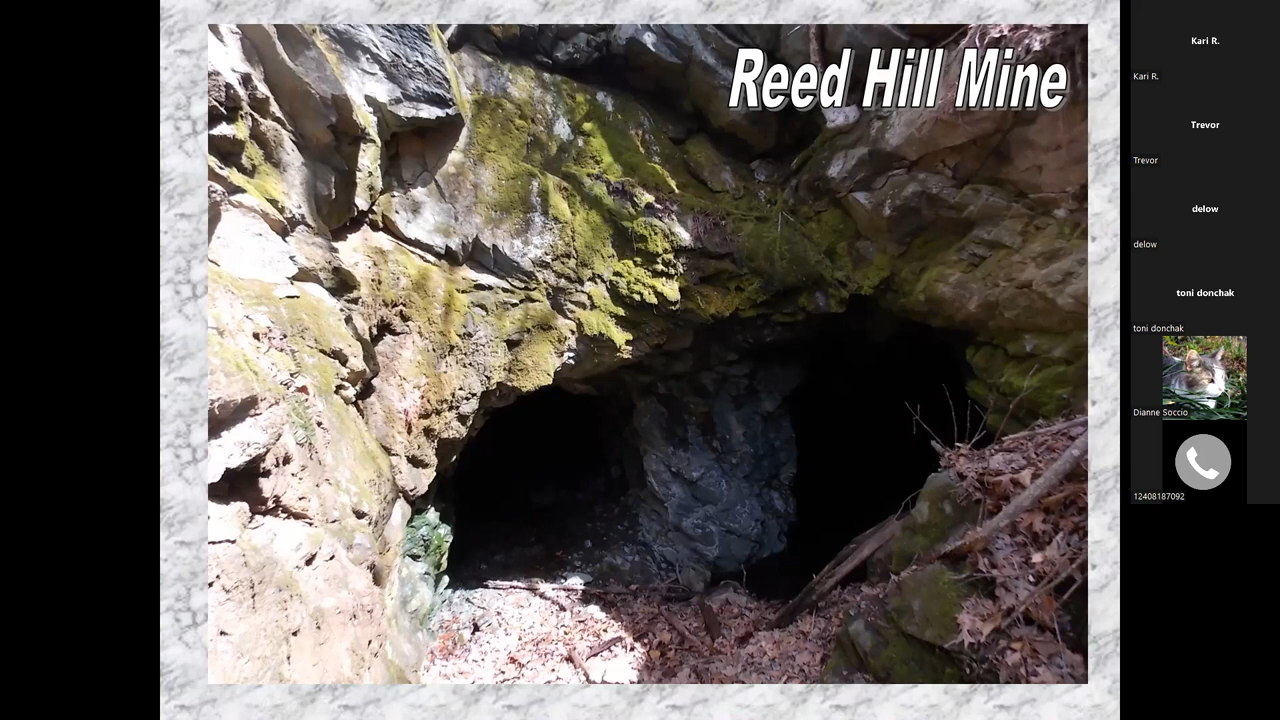 Reed Hill Mine
Kari R.
Kari R.
Trevor
Trevor
delow
delow
toni donchak
toni donchak
Dianne Soccio
12408187092